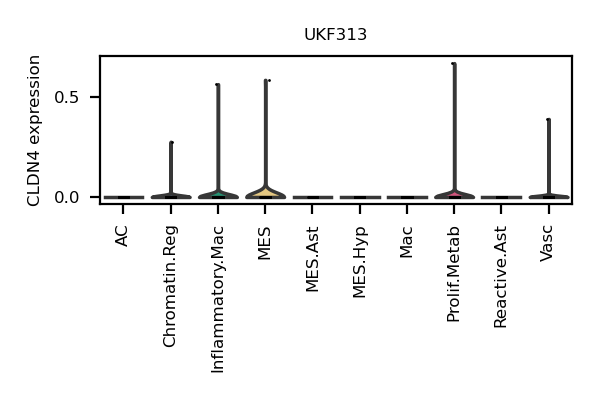 UKF313
CLDN4 expression
0.5
0.0
AC
Chromatin.Reg
Inflammatory.Mac
MES
MES.Ast
MES.Hyp
Mac
Prolif.Metab
Reactive.Ast
Vasc